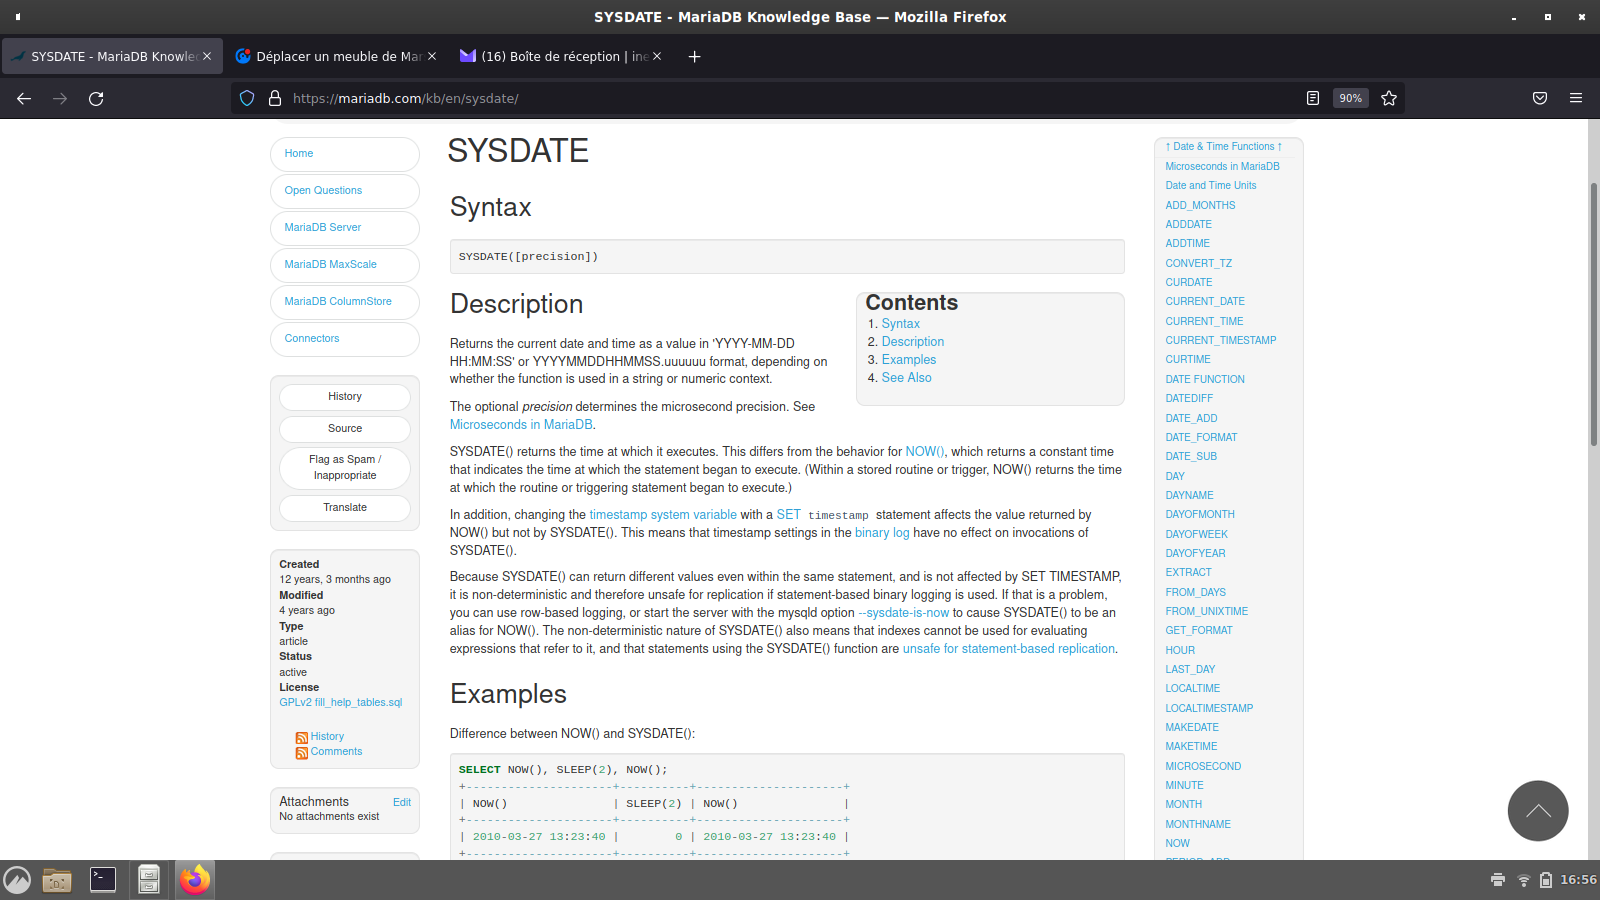 SYSDATE - MariaDB Knowledge Base — Mozilla Firefox
SYSDATE - MariaDB Knowle
Déplacer un meuble de Mar
(16) Boîte de réception | ine
https://mariadb.com/kb/en/sysdate/
90%
Home
Open Questions
MariaDB Server
MariaDB MaxScale
MariaDB ColumnStore
Connectors
History
Source
Flag as Spam /
Inappropriate
Translate
Created
12 years, 3 months ago
Modified
4 years ago
Type
article
Status
active
License
GPLv2 fill_help_tables.sql
History
Comments
Attachments Edit
No attachments exist
SYSDATE
Syntax
SYSDATE([precision])
Description
Returns the current date and time as a value in 'YYYY-MM-DD
HH:MM:SS' or YYYYMMDDHHMMSS.uuuuuu format, depending on
whether the function is used in a string or numeric context.
The optional precision determines the microsecond precision. See
Microseconds in MariaDB.
Contents
1. Syntax
2. Description
3. Examples
4. See Also
SYSDATE() returns the time at which it executes. This differs from the behavior for NOW(), which returns a constant time
that indicates the time at which the statement began to execute. (Within a stored routine or trigger, NOW() returns the time
at which the routine or triggering statement began to execute.)
In addition, changing the timestamp system variable with a SET timestamp statement affects the value returned by
NOW() but not by SYSDATE(). This means that timestamp settings in the binary log have no effect on invocations of
SYSDATE().
Because SYSDATE() can return different values even within the same statement, and is not affected by SET TIMESTAMP,
it is non-deterministic and therefore unsafe for replication if statement-based binary logging is used. If that is a problem,
you can use row-based logging, or start the server with the mysqld option --sysdate-is-now to cause SYSDATE() to be an
alias for NOW(). The non-deterministic nature of SYSDATE() also means that indexes cannot be used for evaluating
expressions that refer to it, and that statements using the SYSDATE() function are unsafe for statement-based replication.
Examples
Difference between NOW() and SYSDATE():
SELECT NOW(), SLEEP(2), NOW();
+---------------------+----------+---------------------+
| NOW()               | SLEEP(2) | NOW()               |
+---------------------+----------+---------------------+
| 2010-03-27 13:23:40 |        0 | 2010-03-27 13:23:40 |
+---------------------+----------+---------------------+
↑ Date & Time Functions ↑
Microseconds in MariaDB
Date and Time Units
ADD_MONTHS
ADDDATE
ADDTIME
CONVERT_TZ
CURDATE
CURRENT_DATE
CURRENT_TIME
CURRENT_TIMESTAMP
CURTIME
DATE FUNCTION
DATEDIFF
DATE_ADD
DATE_FORMAT
DATE_SUB
DAY
DAYNAME
DAYOFMONTH
DAYOFWEEK
DAYOFYEAR
EXTRACT
FROM_DAYS
FROM_UNIXTIME
GET_FORMAT
HOUR
LAST_DAY
LOCALTIME
LOCALTIMESTAMP
MAKEDATE
MAKETIME
MICROSECOND
MINUTE
MONTH
MONTHNAME
NOW
16:56